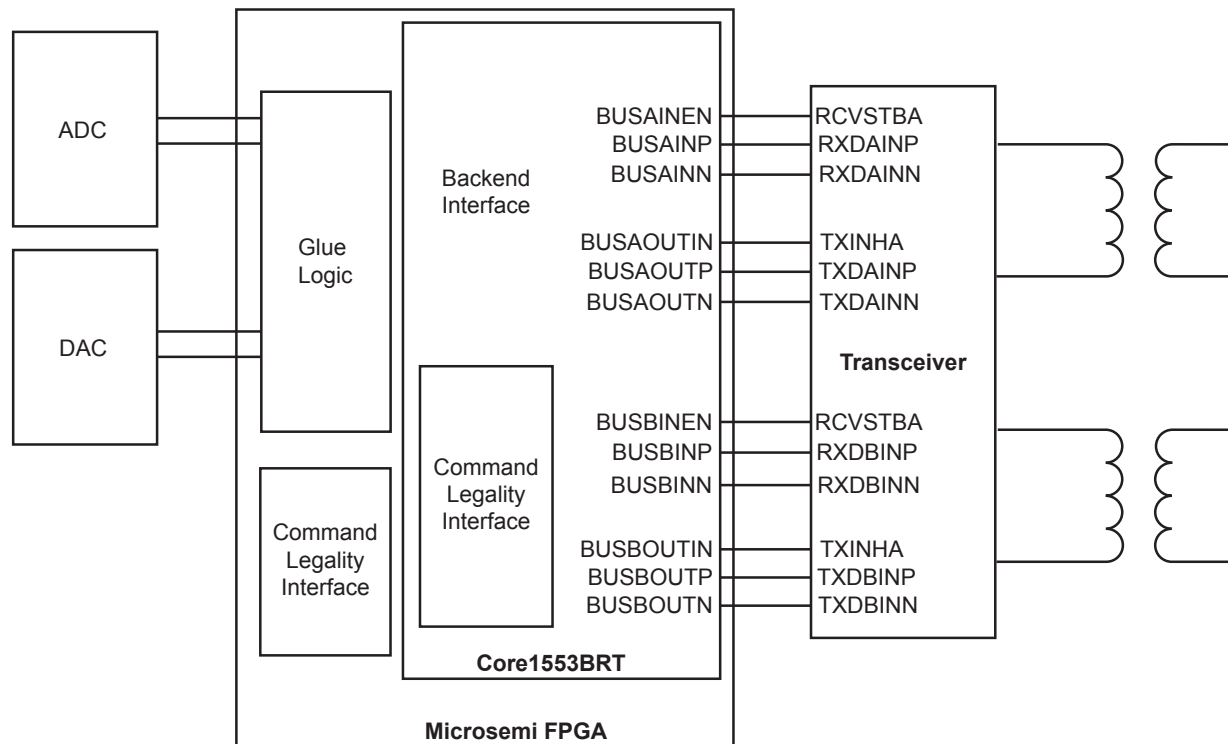 ADC
DAC
Glue
Logic
Command
Legality
Interface
Backend
Interface
Command
Legality
Interface
BUSAINEN
BUSAINP
BUSAINN
BUSAOUTIN
BUSAOUTP
BUSAOUTN
BUSBINEN
BUSBINP
BUSBINN
BUSBOUTIN
BUSBOUTP
BUSBOUTN
Core1553BRT
Microsemi FPGA
RCVSTBA
RXDAINP
RXDAINN
TXINHA
TXDAINP
TXDAINN
Transceiver
RCVSTBA
RXDBINP
RXDBINN
TXINHA
TXDBINP
TXDBINN